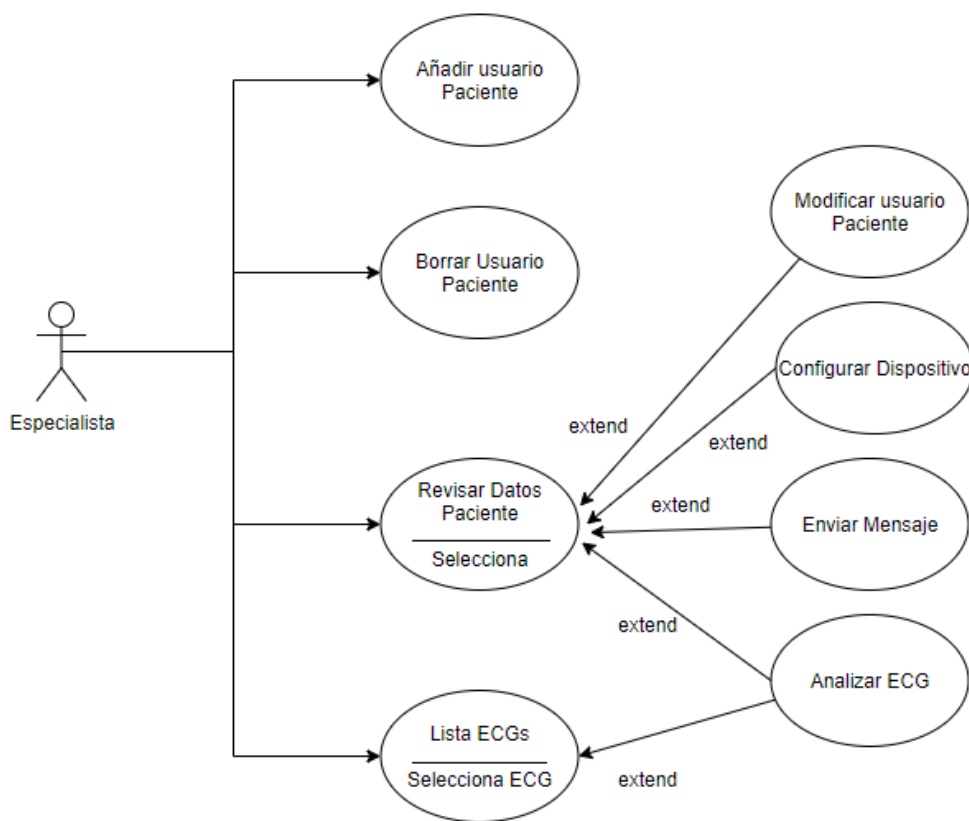 Añadir usuario
Paciente
Modificar usuario
Paciente
Borrar Usuario
Paciente
Configurar Dispositivo
Especialista
extend
extend
Revisar Datos
Paciente
Selecciona
extend
Enviar Mensaje
extend
Analizar ECG
Lista ECGs
Selecciona ECG
extend